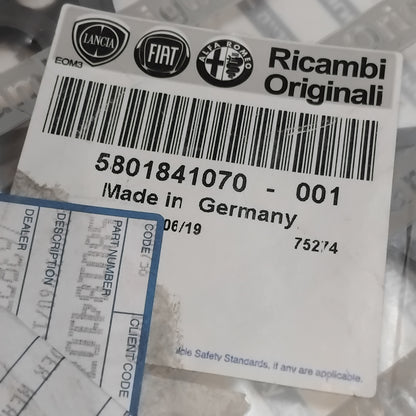 LANCIA FIAT ALFA ROMEO
EOM3
Ricambi
Originali
5801841070 - 001
Made in Germany
06/19 75274
Safety Standards, if any are applicable.
CODE
PART NUMBER
DESCRIPTION
DEALER
CLIENT CODE